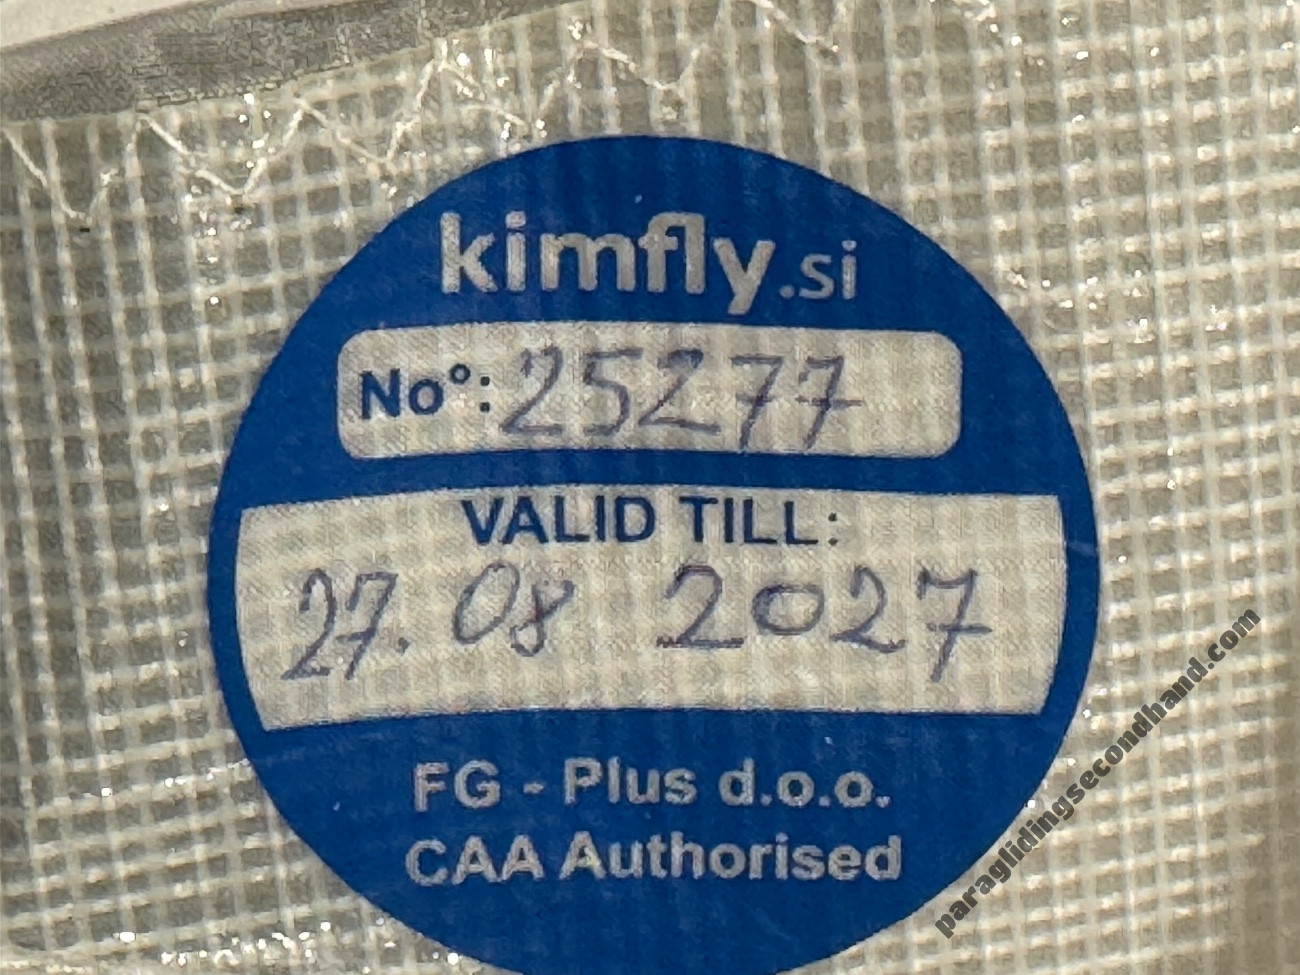 kimfly.si
No°: 25277
VALID TILL:
27. 08 2027
FG - Plus d.o.o.
CAA Authorised
paraglidingsecondhand.com